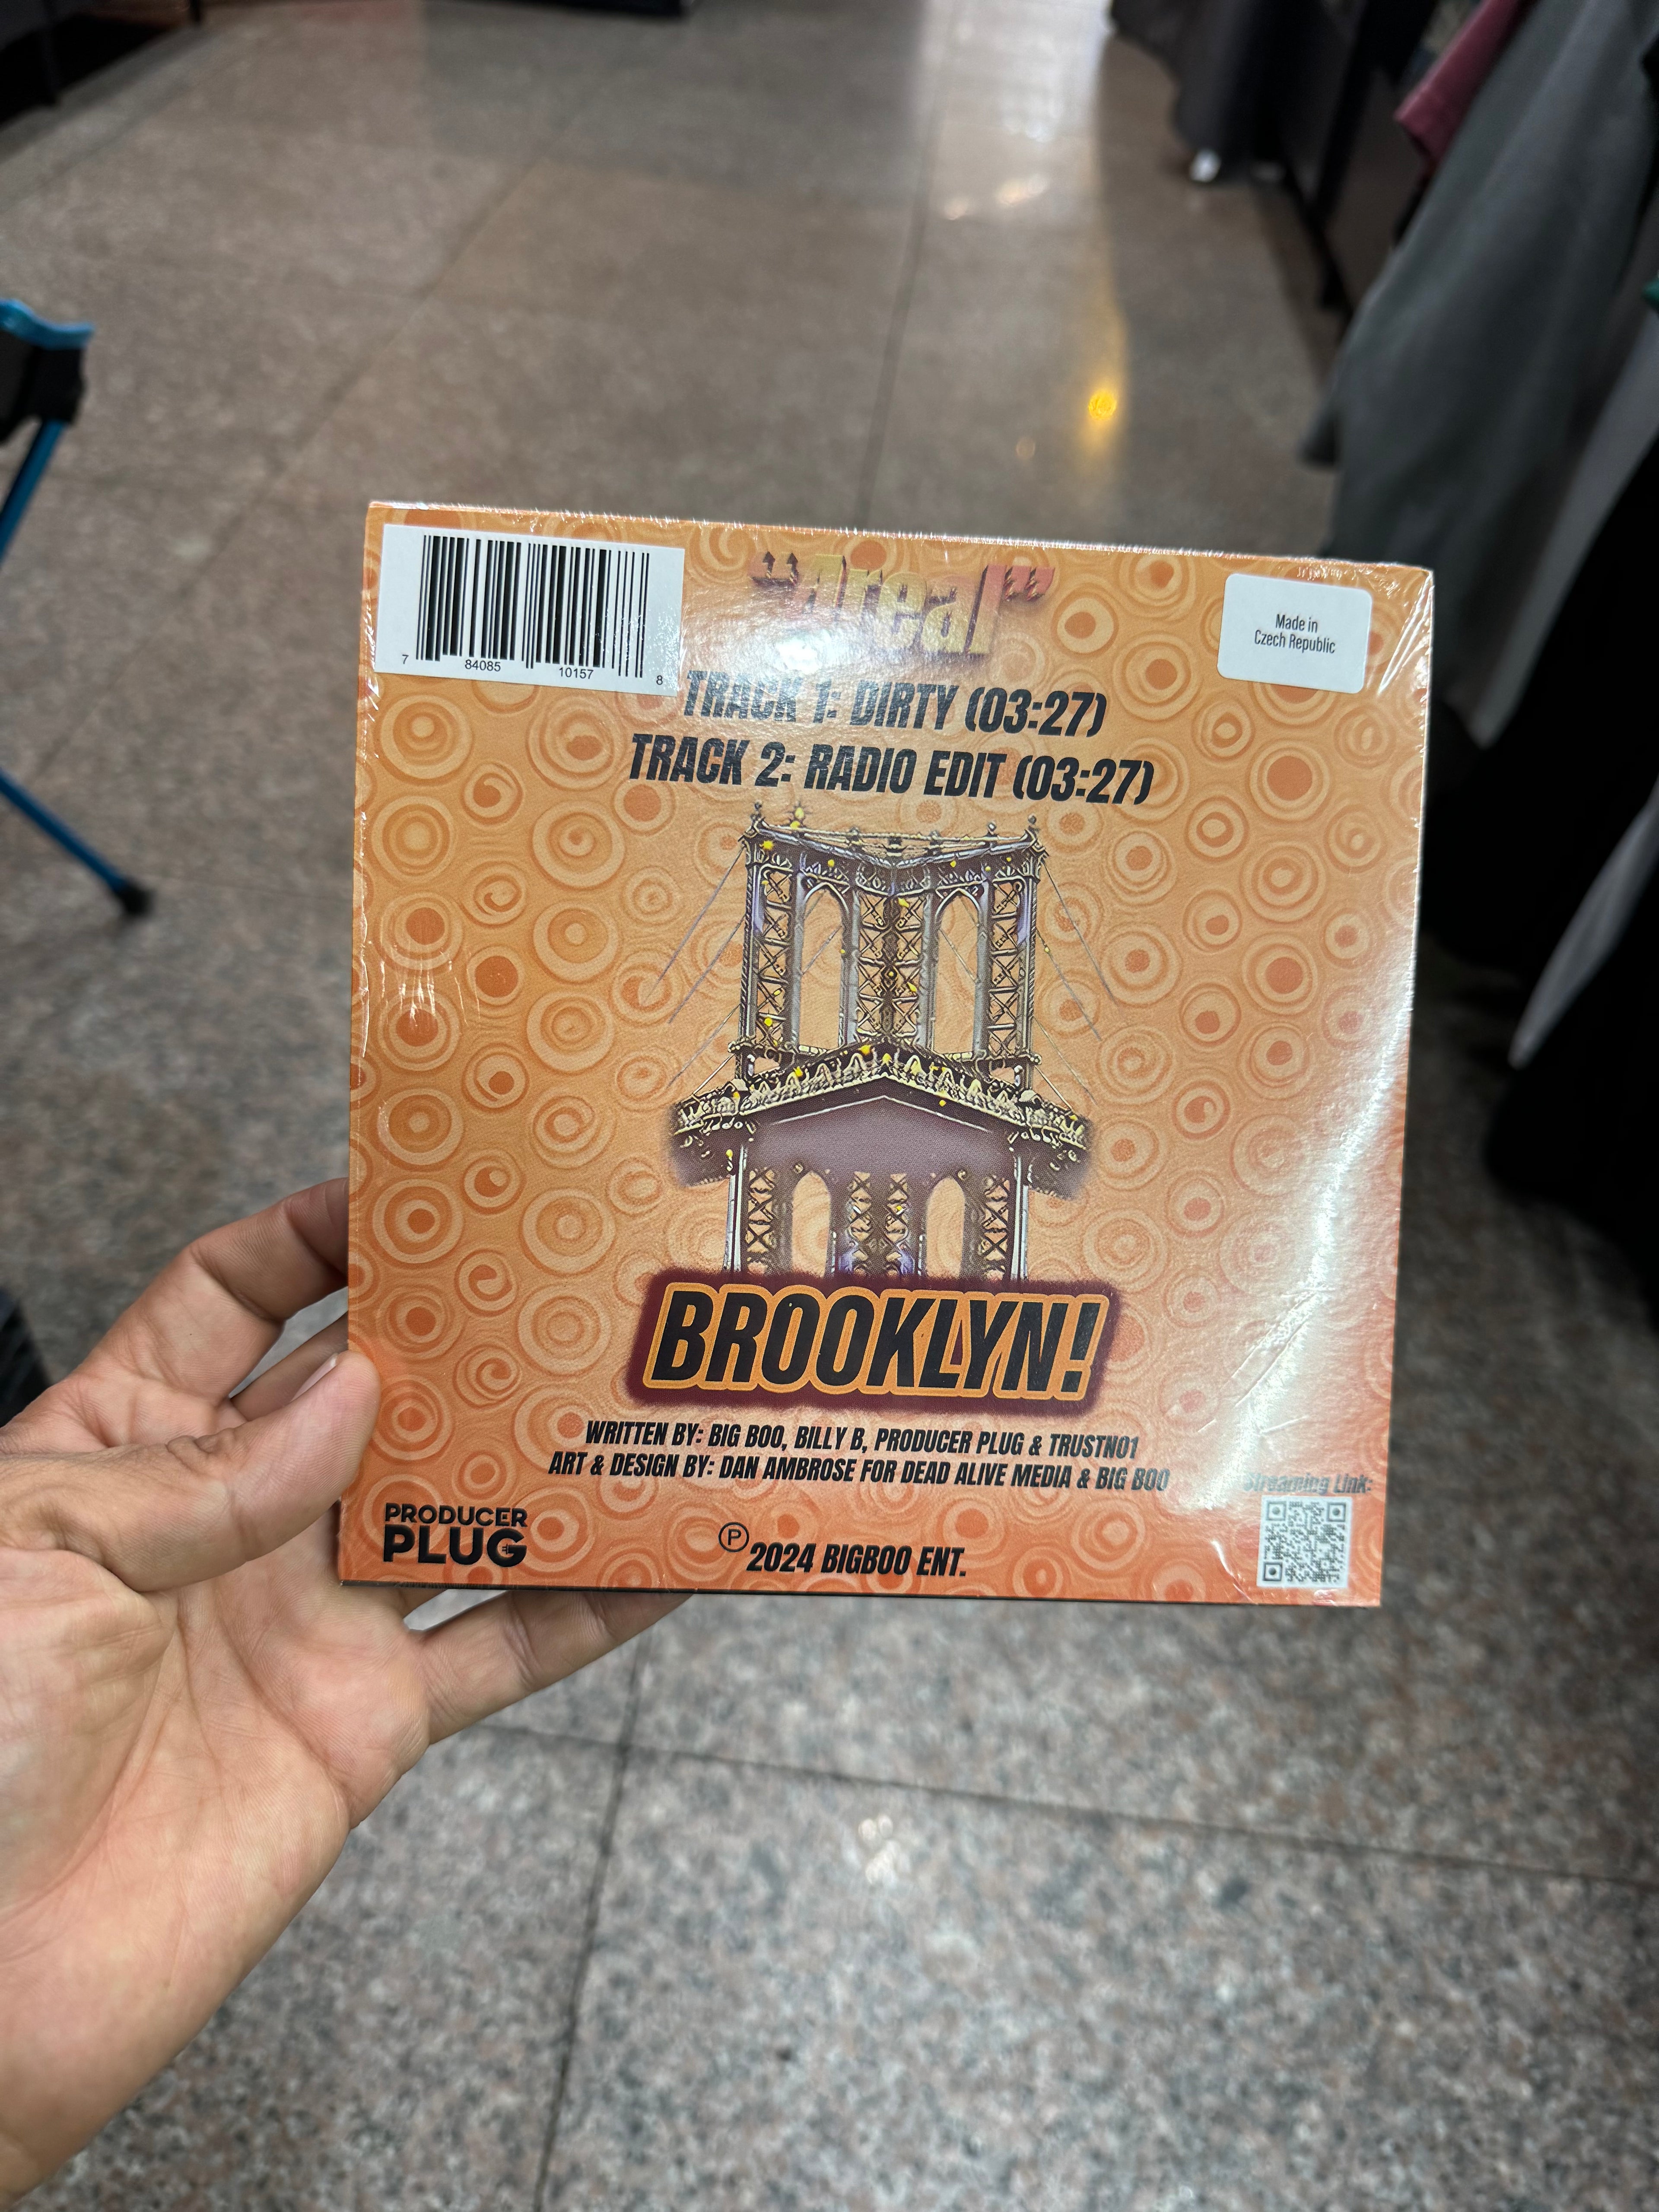 7 84085 10157 8
"Areal"
Made in
Czech Republic
TRACK 1: DIRTY (03:27)
TRACK 2: RADIO EDIT (03:27)
BROOKLYN!
WRITTEN BY: BIG BOO, BILLY B, PRODUCER PLUG & TRUSTNO1
ART & DESIGN BY: DAN AMBROSE FOR DEAD ALIVE MEDIA & BIG BOO
Streaming Link:
PRODUCER
PLUG
Ⓟ 2024 BIGBOO ENT.